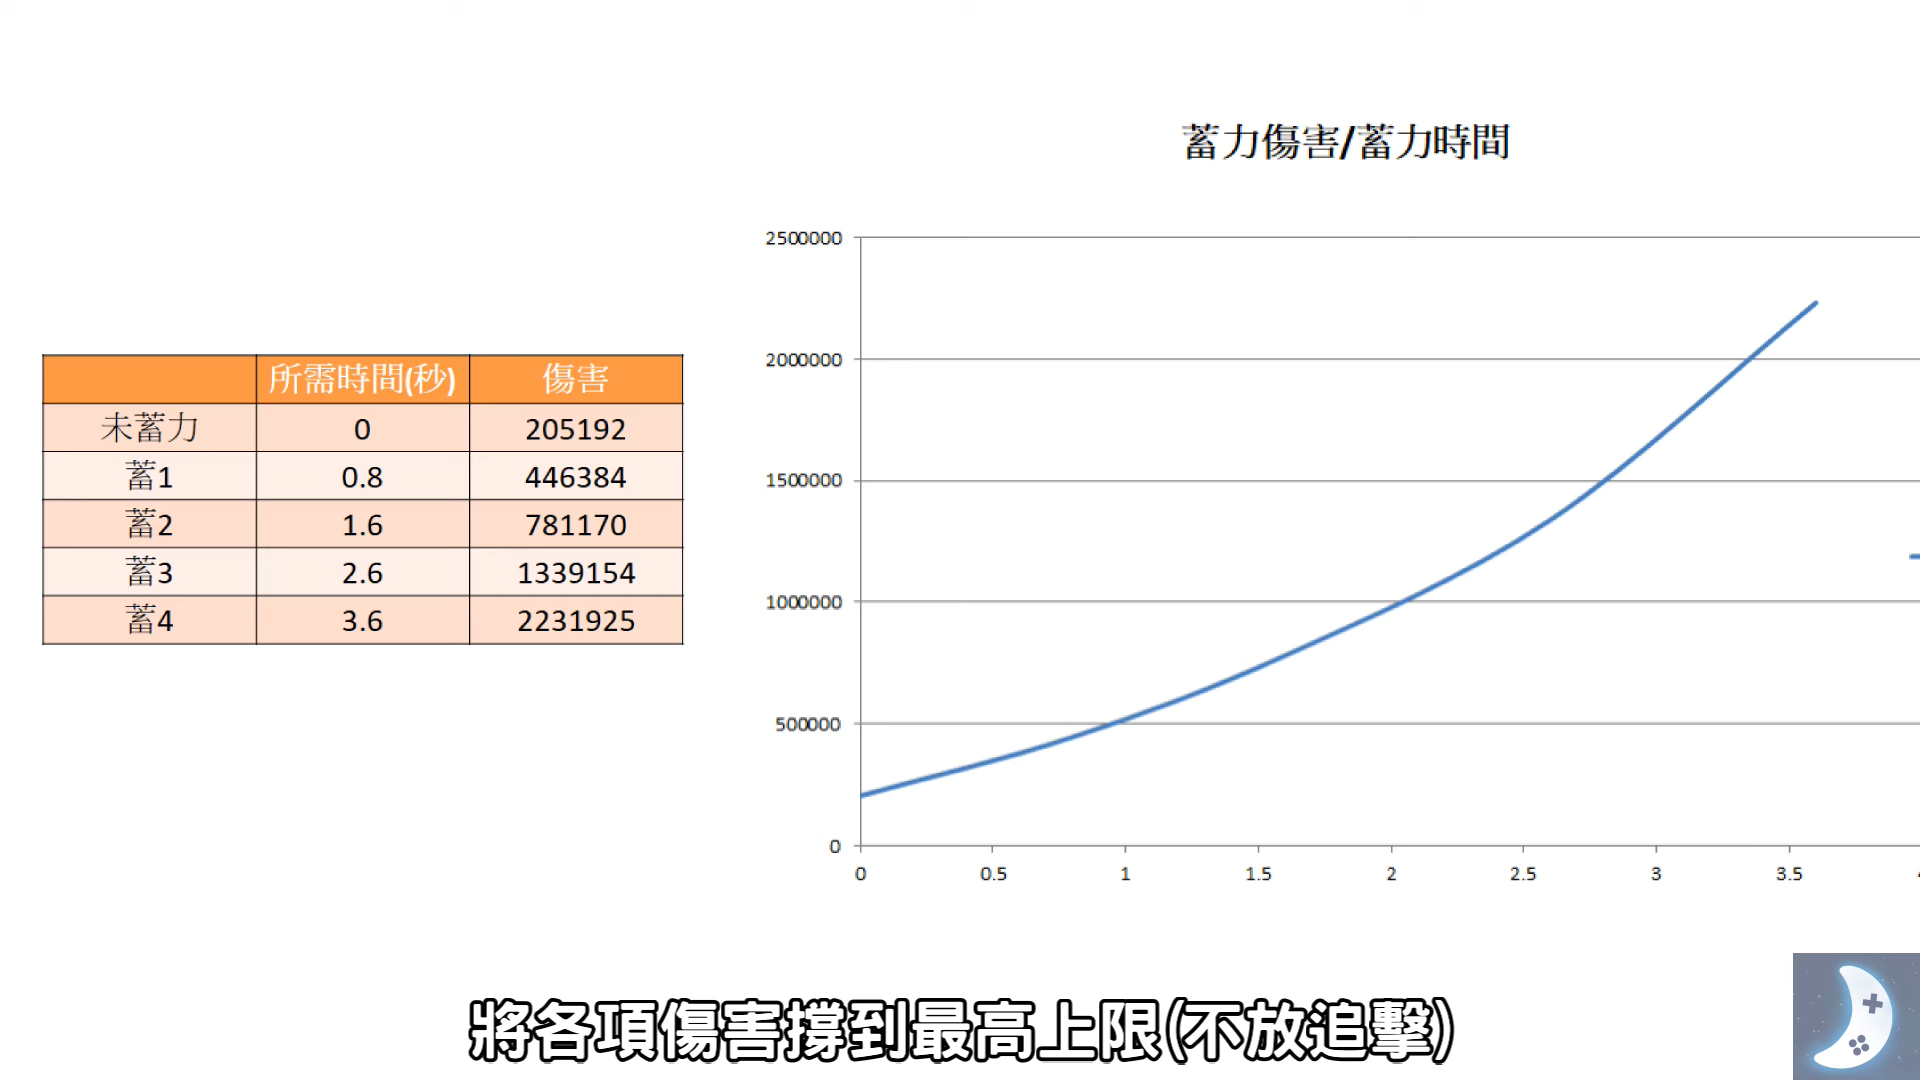 蓄力傷害/蓄力時間
所需時間(秒) 傷害
未蓄力 0 205192
蓄1 0.8 446384
蓄2 1.6 781170
蓄3 2.6 1339154
蓄4 3.6 2231925
2500000
2000000
1500000
1000000
500000
0
0 0.5 1 1.5 2 2.5 3 3.5
將各項傷害撐到最高上限(不放追擊)